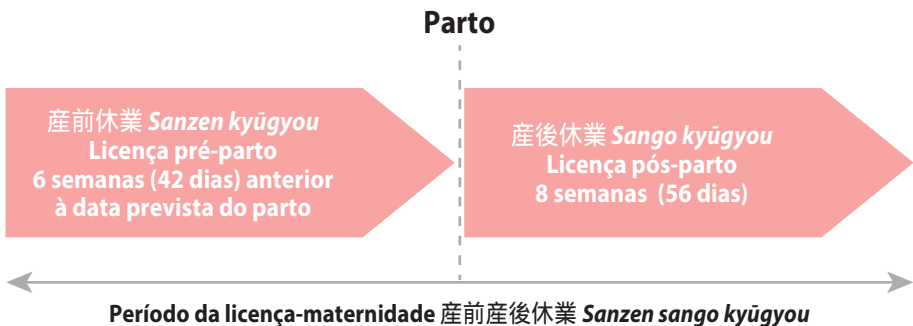 Parto
産前休業 Sanzen kyūgyou
Licença pré-parto
6 semanas (42 dias) anterior
à data prevista do parto
産後休業 Sango kyūgyou
Licença pós-parto
8 semanas (56 dias)
Período da licença-maternidade 産前産後休業 Sanzen sango kyūgyou